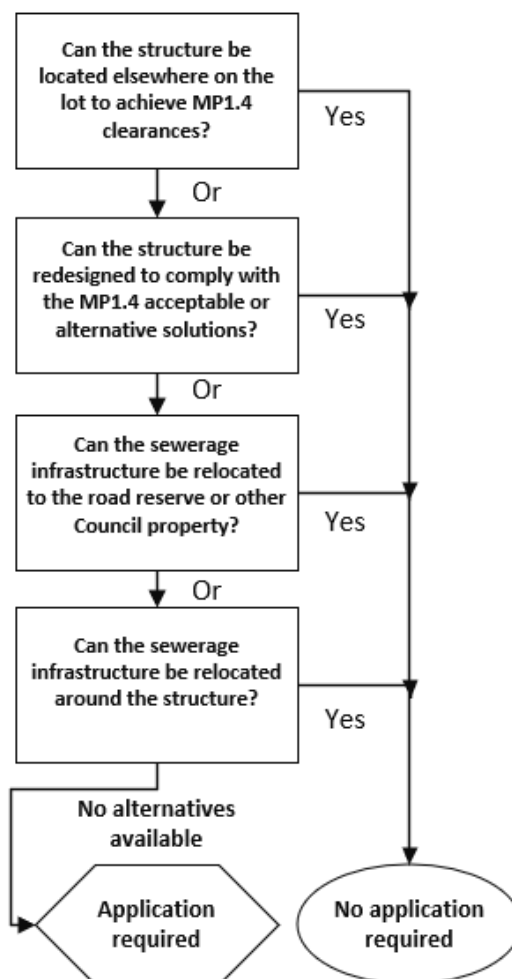 Can the structure be
located elsewhere on the
lot to achieve MP1.4
clearances?
Yes
Or
Can the structure be
redesigned to comply with
the MP1.4 acceptable or
alternative solutions?
Yes
Or
Can the sewerage
infrastructure be relocated
to the road reserve or other
Council property?
Yes
Or
Can the sewerage
infrastructure be relocated
around the structure?
Yes
No alternatives
available
Application
required
No application
required